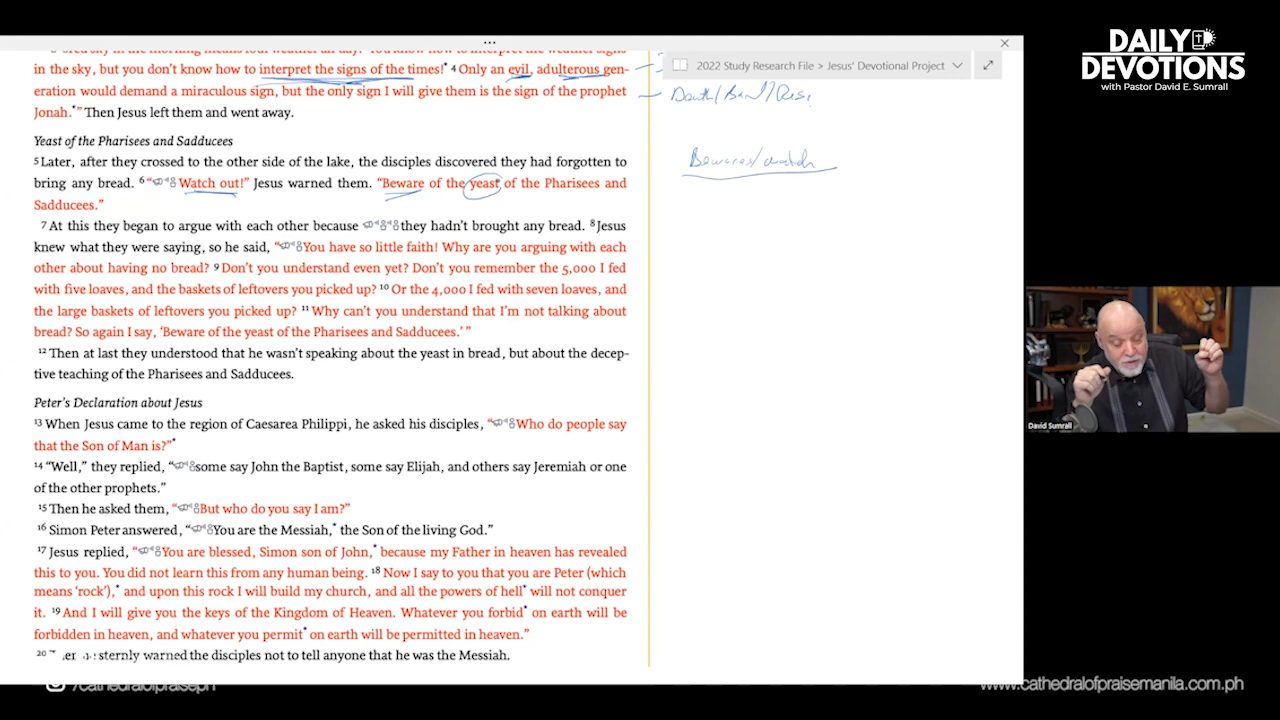 DAILY
DEVOTIONS
with Pastor David E. Sumrall
2022 Study Research File > Jesus' Devotional Project
in the sky, but you don't know how to interpret the signs of the times!* 4 Only an evil, adulterous gen-
eration would demand a miraculous sign, but the only sign I will give them is the sign of the prophet
Jonah.*” Then Jesus left them and went away.
Yeast of the Pharisees and Sadducees
5 Later, after they crossed to the other side of the lake, the disciples discovered they had forgotten to
bring any bread. 6 “Watch out!” Jesus warned them. “Beware of the yeast of the Pharisees and
Sadducees.”
7 At this they began to argue with each other because they hadn't brought any bread. 8 Jesus
knew what they were saying, so he said, “You have so little faith! Why are you arguing with each
other about having no bread? 9 Don't you understand even yet? Don't you remember the 5,000 I fed
with five loaves, and the baskets of leftovers you picked up? 10 Or the 4,000 I fed with seven loaves, and
the large baskets of leftovers you picked up? 11 Why can't you understand that I'm not talking about
bread? So again I say, ‘Beware of the yeast of the Pharisees and Sadducees.’”
12 Then at last they understood that he wasn't speaking about the yeast in bread, but about the decep-
tive teaching of the Pharisees and Sadducees.
Peter's Declaration about Jesus
13 When Jesus came to the region of Caesarea Philippi, he asked his disciples, “Who do people say
that the Son of Man is?”*
14 “Well,” they replied, “some say John the Baptist, some say Elijah, and others say Jeremiah or one
of the other prophets.”
15 Then he asked them, “But who do you say I am?”
16 Simon Peter answered, “You are the Messiah,* the Son of the living God.”
17 Jesus replied, “You are blessed, Simon son of John,* because my Father in heaven has revealed
this to you. You did not learn this from any human being. 18 Now I say to you that you are Peter (which
means ‘rock’),* and upon this rock I will build my church, and all the powers of hell* will not conquer
it. 19 And I will give you the keys of the Kingdom of Heaven. Whatever you forbid* on earth will be
forbidden in heaven, and whatever you permit* on earth will be permitted in heaven.”
20 sternly warned the disciples not to tell anyone that he was the Messiah.
David Sumrall
/cathedralofpraiseph
www.cathedralofpraisemanila.com.ph